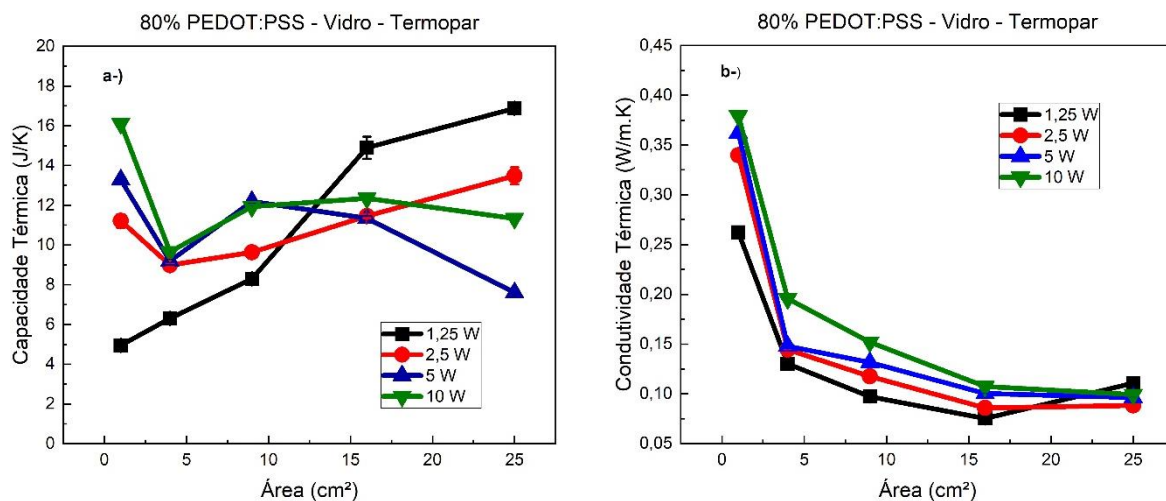 80% PEDOT:PSS - Vidro - Termopar
a-)
Capacidade Térmica (J/K)
20
18
16
14
12
10
8
6
4
2
0
1,25 W
2,5 W
5 W
10 W
0 5 10 15 20 25
Área (cm²)
80% PEDOT:PSS - Vidro - Termopar
b-)
Condutividade Térmica (W/m.K)
0,45
0,40
0,35
0,30
0,25
0,20
0,15
0,10
0,05
1,25 W
2,5 W
5 W
10 W
0 5 10 15 20 25
Área (cm²)